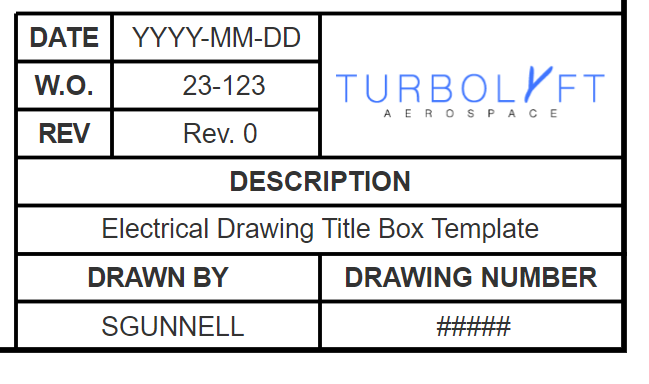 DATE YYYY-MM-DD
W.O. 23-123
REV Rev. 0
TURBOLYFT
AEROSPACE
DESCRIPTION
Electrical Drawing Title Box Template
DRAWN BY DRAWING NUMBER
SGUNNELL #####